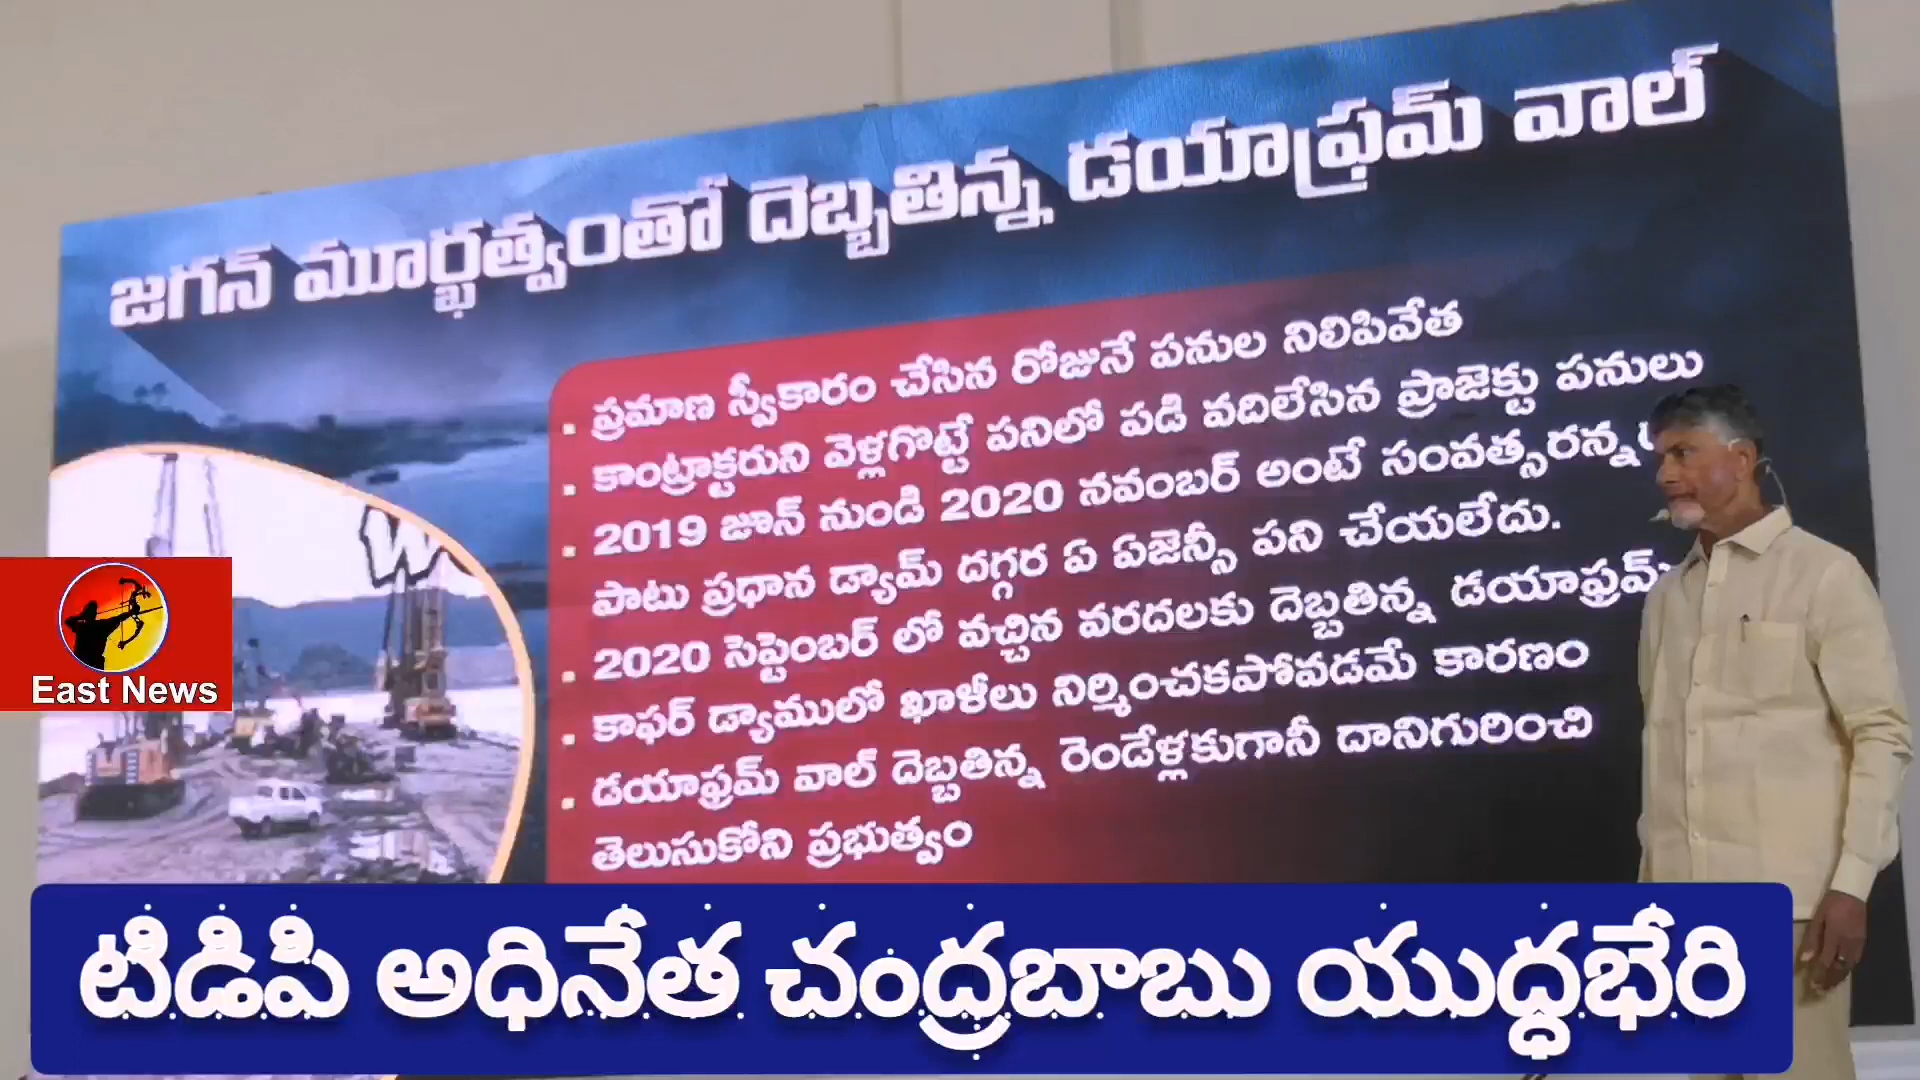 జగన్ మూర్ఖత్వంతో దెబ్బతిన్న డయాఫ్రమ్ వాల్
• ప్రమాణ స్వీకారం చేసిన రోజునే పనుల నిలిపివేత
• కాంట్రాక్టరుని వెళ్లగొట్టే పనిలో పడి వదిలేసిన ప్రాజెక్టు పనులు
• 2019 జూన్ నుండి 2020 నవంబర్ అంటే
పాటు ప్రధాన డ్యామ్ దగ్గర ఏ ఏజెన్సీ పని చేయలేదు.
• 2020 సెప్టెంబర్ లో వచ్చిన వరదలకు దెబ్బతిన్న డయాఫ్రమ్
• కాఫర్ డ్యాములో ఖాళీలు నిర్మించకపోవడమే కారణం
• డయాఫ్రమ్ వాల్ దెబ్బతిన్న రెండేళ్లకుగానీ దానిగురించి
తెలుసుకోని ప్రభుత్వం
East News
టిడిపి అధినేత చంద్రబాబు యుద్ధభేరి